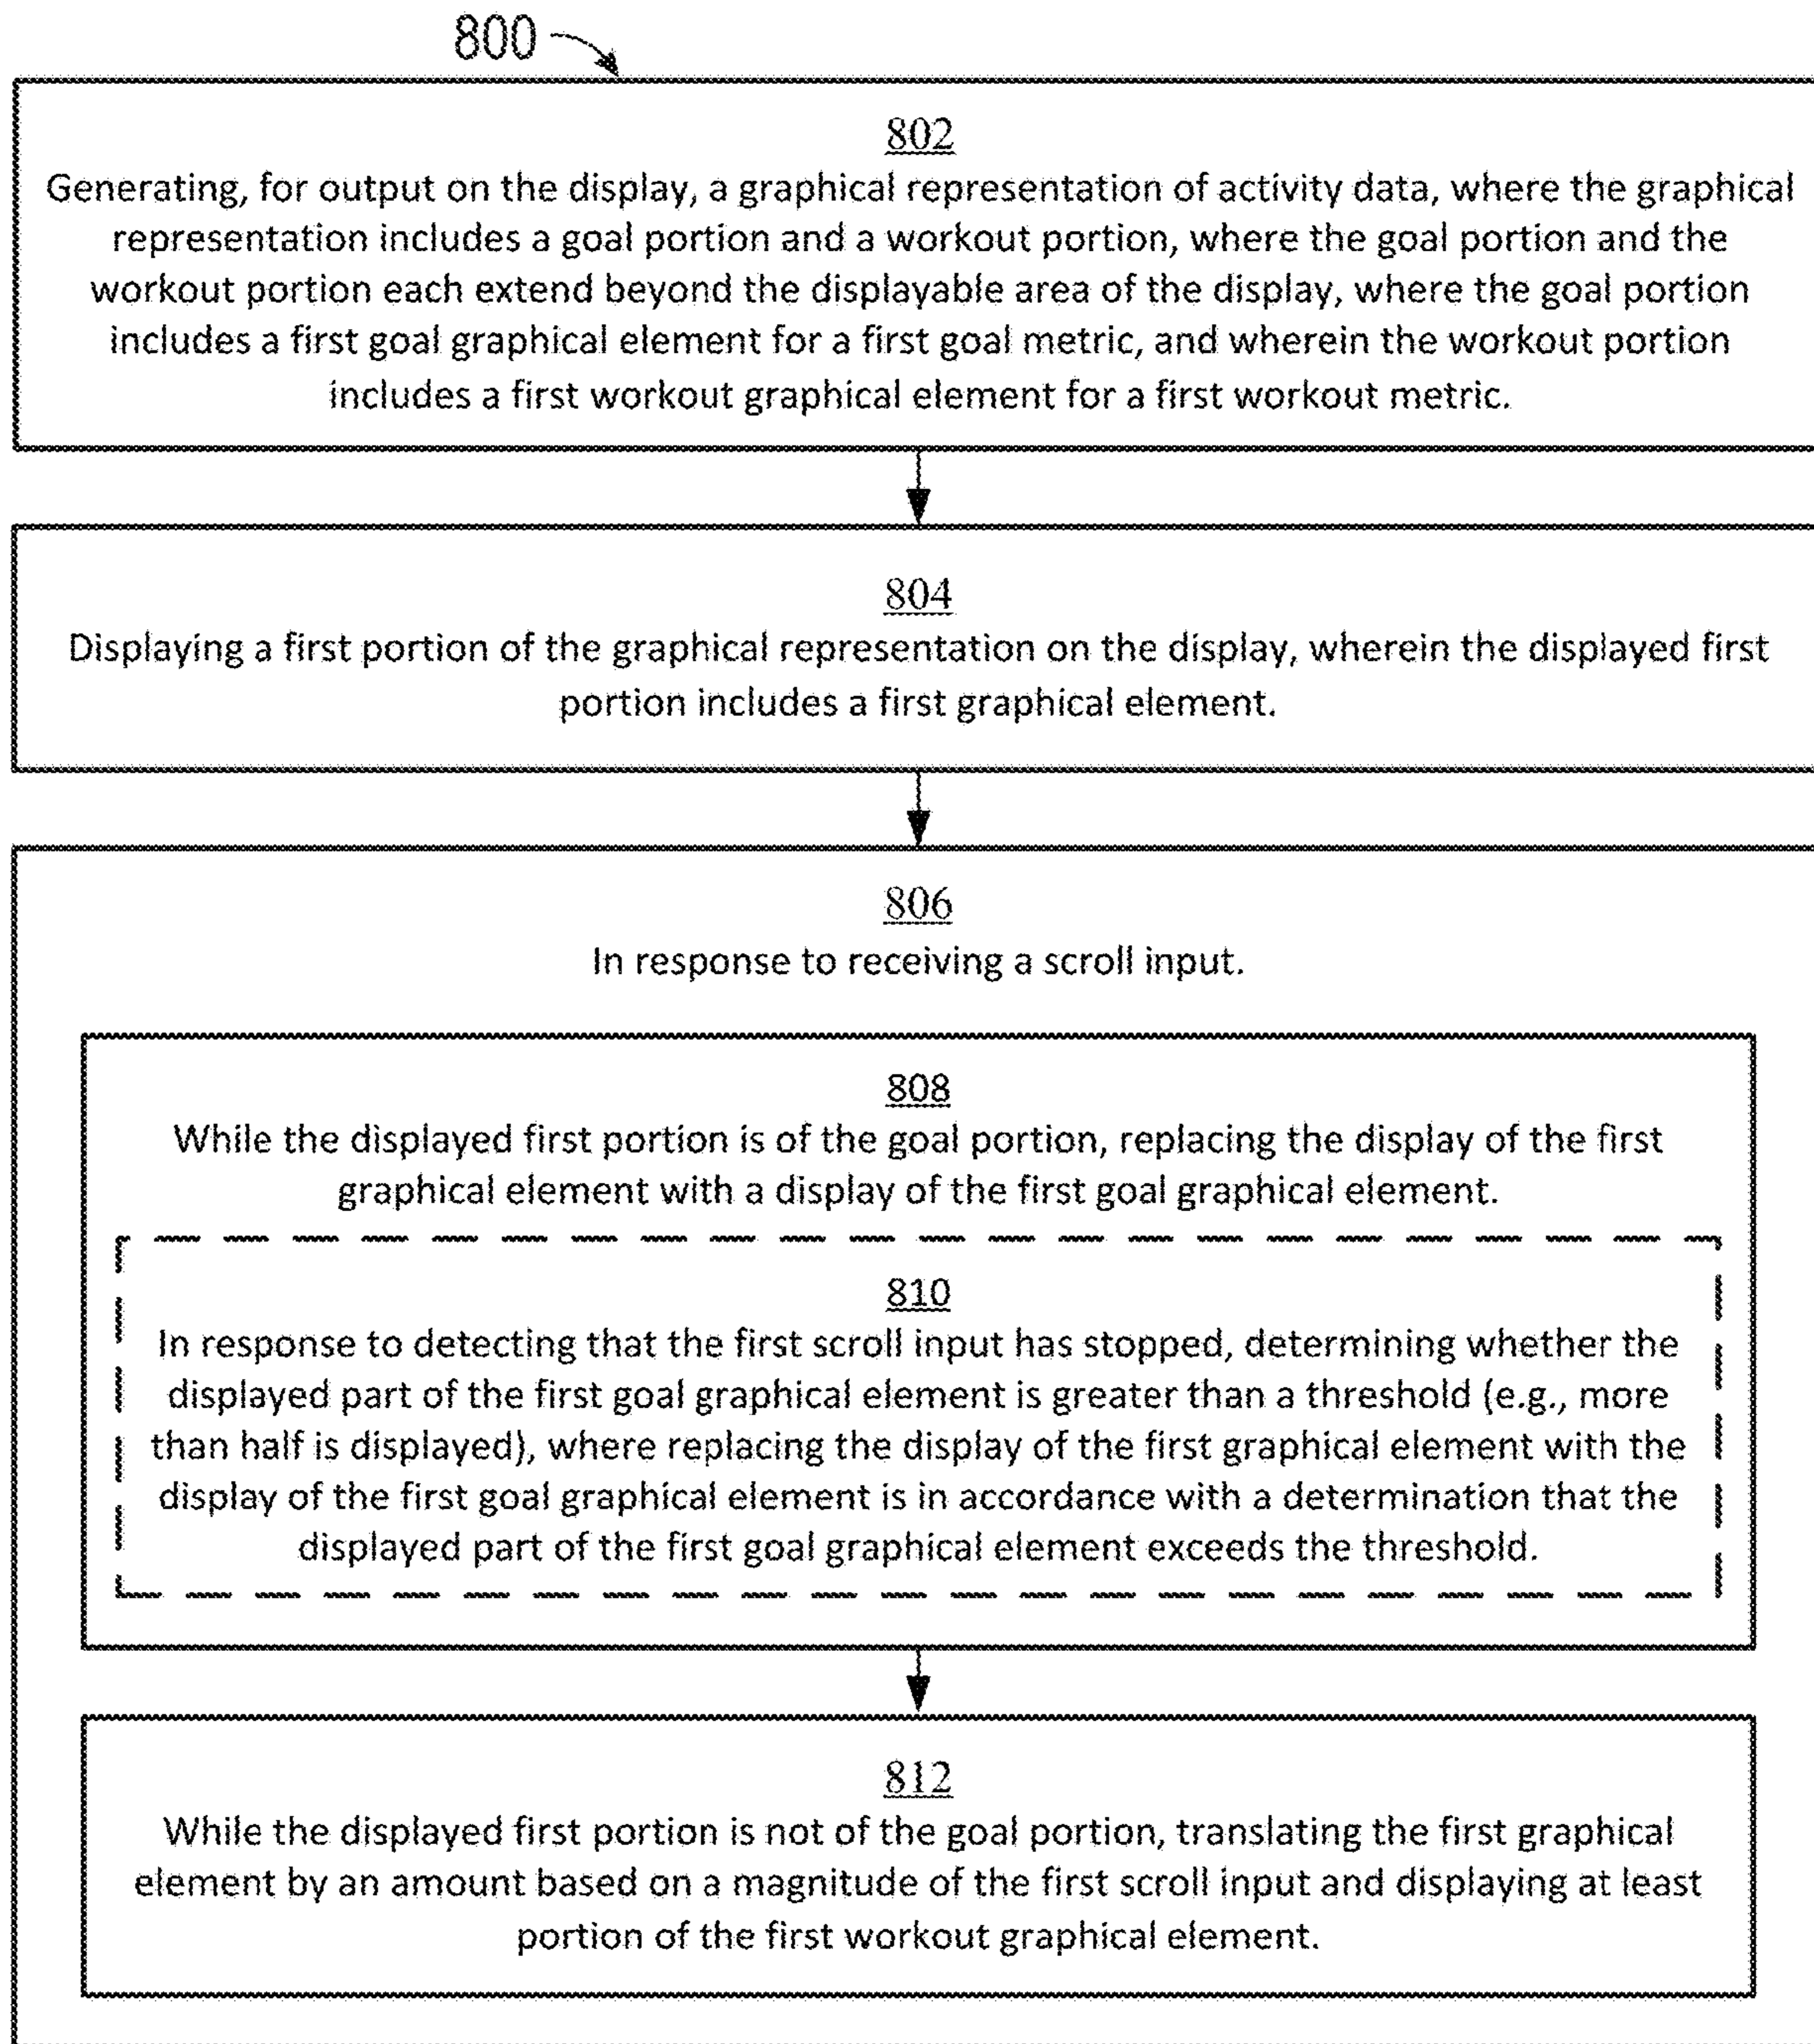 800
802
Generating, for output on the display, a graphical representation of activity data, where the graphical
representation includes a goal portion and a workout portion, where the goal portion and the
workout portion each extend beyond the displayable area of the display, where the goal portion
includes a first goal graphical element for a first goal metric, and wherein the workout portion
includes a first workout graphical element for a first workout metric.
804
Displaying a first portion of the graphical representation on the display, wherein the displayed first
portion includes a first graphical element.
806
In response to receiving a scroll input.
808
While the displayed first portion is of the goal portion, replacing the display of the first
graphical element with a display of the first goal graphical element.
810
In response to detecting that the first scroll input has stopped, determining whether the
displayed part of the first goal graphical element is greater than a threshold (e.g., more
than half is displayed), where replacing the display of the first graphical element with the
display of the first goal graphical element is in accordance with a determination that the
displayed part of the first goal graphical element exceeds the threshold.
812
While the displayed first portion is not of the goal portion, translating the first graphical
element by an amount based on a magnitude of the first scroll input and displaying at least
portion of the first workout graphical element.